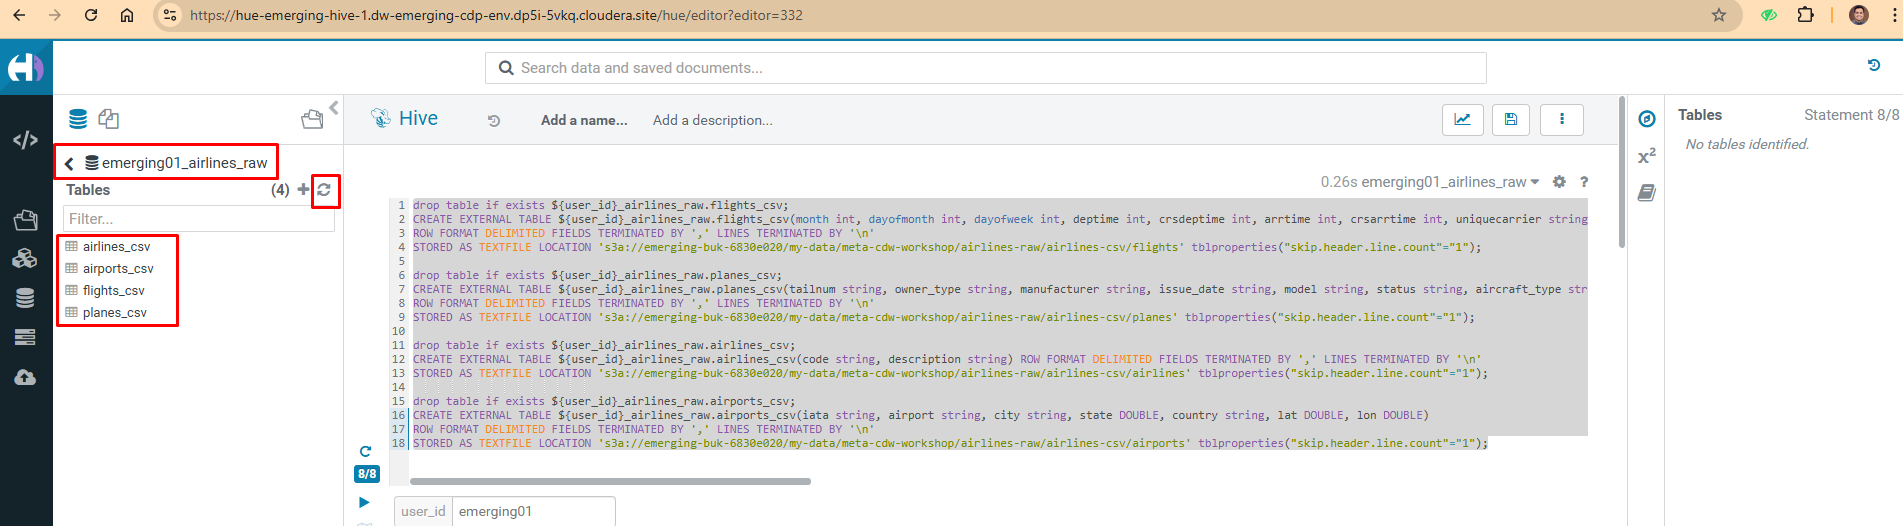 https://hue-emerging-hive-1.dw-emerging-cdp-env.dp5i-5vkq.cloudera.site/hue/editor?editor=332
Search data and saved documents...
Hive
Add a name...
Add a description...
emerging01_airlines_raw
Tables
(4)
Filter...
airlines_csv
airports_csv
flights_csv
planes_csv
0.26s emerging01_airlines_raw
?
1 drop table if exists ${user_id}_airlines_raw.flights_csv;
2 CREATE EXTERNAL TABLE ${user_id}_airlines_raw.flights_csv(month int, dayofmonth int, dayofweek int, deptime int, crsdeptime int, arrtime int, crsarrtime int, uniquecarrier string
3 ROW FORMAT DELIMITED FIELDS TERMINATED BY ',' LINES TERMINATED BY '\n'
4 STORED AS TEXTFILE LOCATION 's3a://emerging-buk-6830e020/my-data/meta-cdw-workshop/airlines-raw/airlines-csv/flights' tblproperties("skip.header.line.count"="1");
5
6 drop table if exists ${user_id}_airlines_raw.planes_csv;
7 CREATE EXTERNAL TABLE ${user_id}_airlines_raw.planes_csv(tailnum string, owner_type string, manufacturer string, issue_date string, model string, status string, aircraft_type str
8 ROW FORMAT DELIMITED FIELDS TERMINATED BY ',' LINES TERMINATED BY '\n'
9 STORED AS TEXTFILE LOCATION 's3a://emerging-buk-6830e020/my-data/meta-cdw-workshop/airlines-raw/airlines-csv/planes' tblproperties("skip.header.line.count"="1");
10
11 drop table if exists ${user_id}_airlines_raw.airlines_csv;
12 CREATE EXTERNAL TABLE ${user_id}_airlines_raw.airlines_csv(code string, description string) ROW FORMAT DELIMITED FIELDS TERMINATED BY ',' LINES TERMINATED BY '\n'
13 STORED AS TEXTFILE LOCATION 's3a://emerging-buk-6830e020/my-data/meta-cdw-workshop/airlines-raw/airlines-csv/airlines' tblproperties("skip.header.line.count"="1");
14
15 drop table if exists ${user_id}_airlines_raw.airports_csv;
16 CREATE EXTERNAL TABLE ${user_id}_airlines_raw.airports_csv(iata string, airport string, city string, state DOUBLE, country string, lat DOUBLE, lon DOUBLE)
17 ROW FORMAT DELIMITED FIELDS TERMINATED BY ',' LINES TERMINATED BY '\n'
18 STORED AS TEXTFILE LOCATION 's3a://emerging-buk-6830e020/my-data/meta-cdw-workshop/airlines-raw/airlines-csv/airports' tblproperties("skip.header.line.count"="1");
8/8
user_id emerging01
x²
Tables
Statement 8/8
No tables identified.